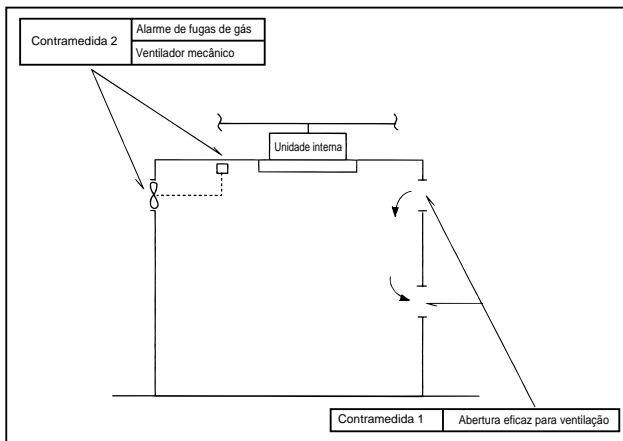 Contramedida 2
Alarme de fugas de gás
Ventilador mecânico
Unidade interna
Contramedida 1
Abertura eficaz para ventilação